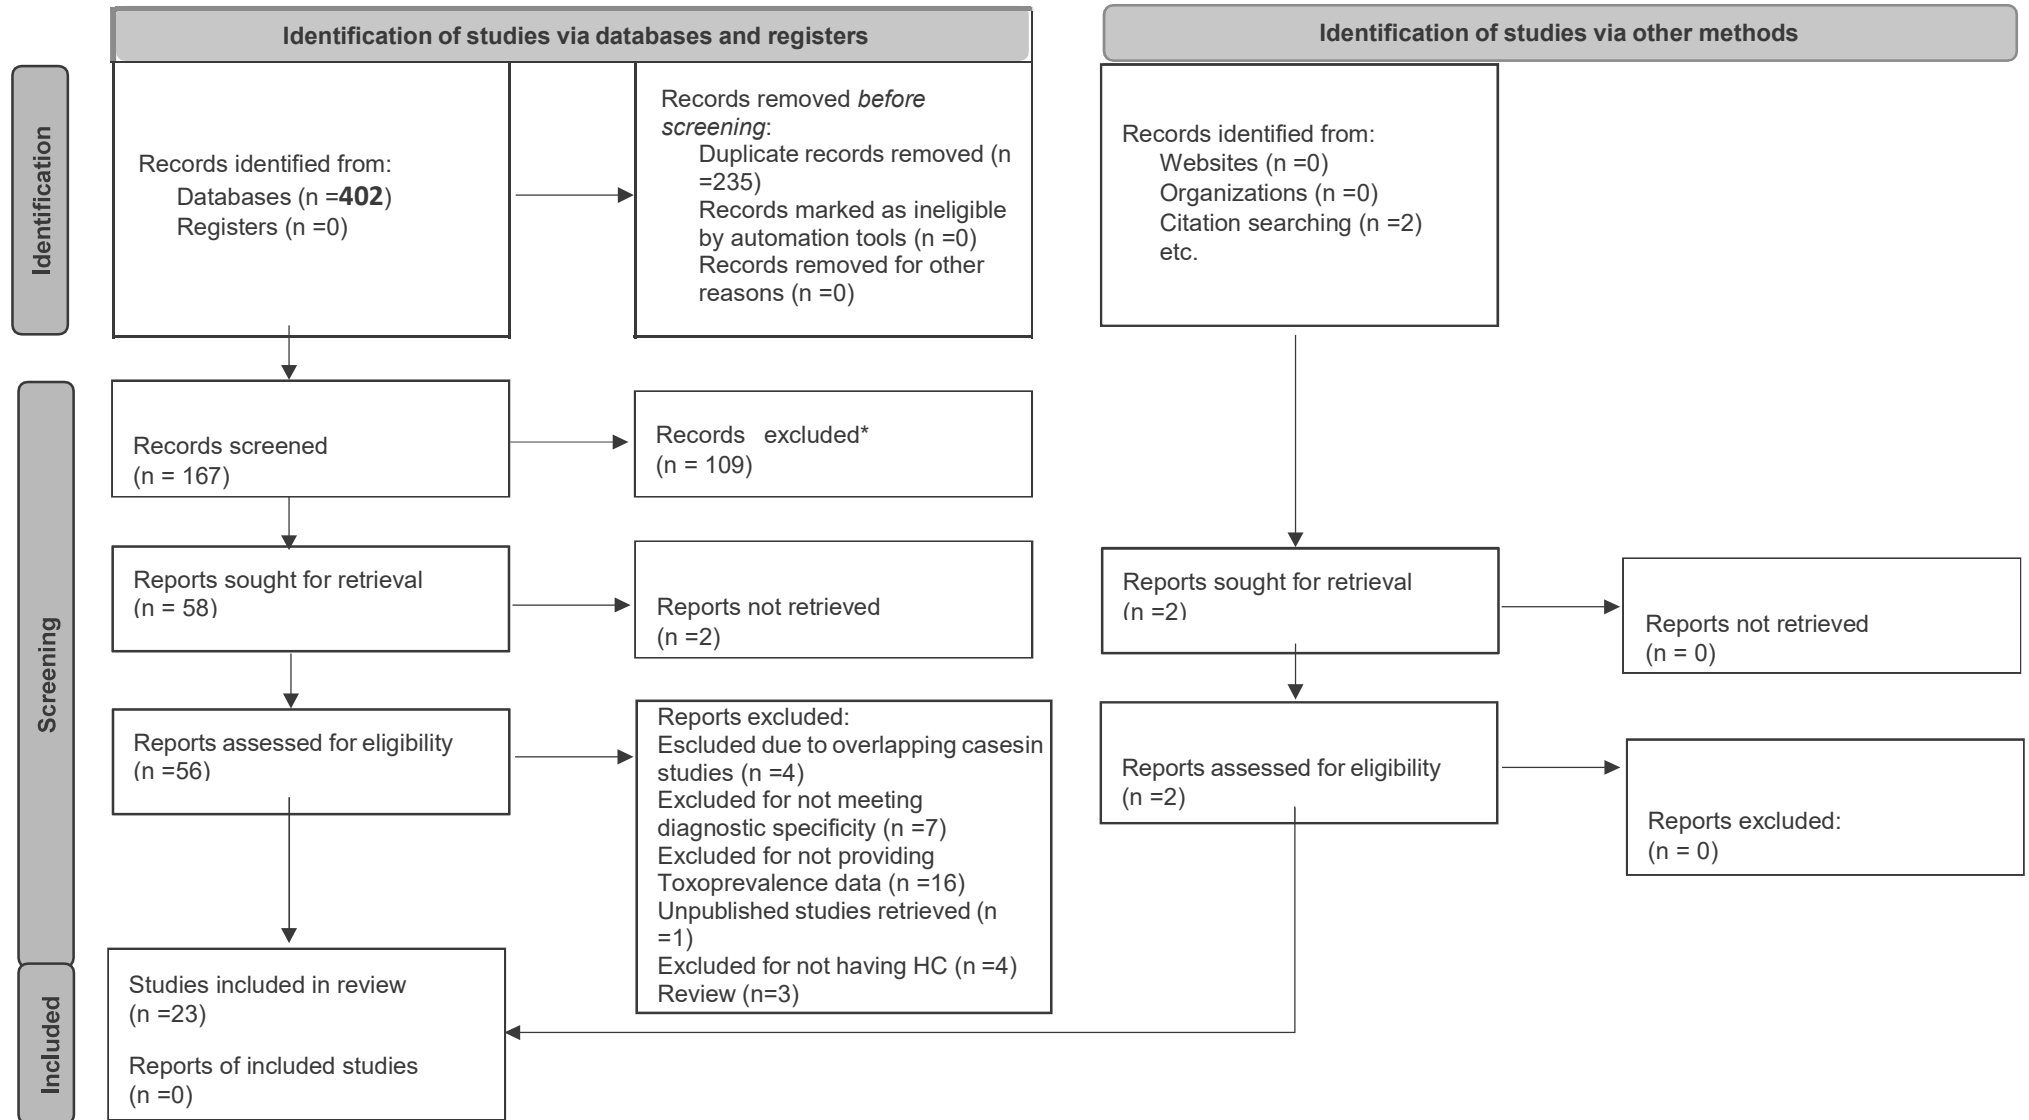 Identification of studies via databases and registers
Identification of studies via other methods
Identification
Records identified from:
Databases (n =402)
Registers (n =0)
Records removed before
screening:
Duplicate records removed (n
=235)
Records marked as ineligible
by automation tools (n =0)
Records removed for other
reasons (n =0)
Records identified from:
Websites (n =0)
Organizations (n =0)
Citation searching (n =2)
etc.
Screening
Records screened
(n = 167)
Records excluded*
(n = 109)
Reports sought for retrieval
(n = 58)
Reports not retrieved
(n =2)
Reports sought for retrieval
(n =2)
Reports not retrieved
(n = 0)
Reports assessed for eligibility
(n =56)
Reports excluded:
Escluded due to overlapping casesin
studies (n =4)
Excluded for not meeting
diagnostic specificity (n =7)
Excluded for not providing
Toxoprevalence data (n =16)
Unpublished studies retrieved (n
=1)
Excluded for not having HC (n =4)
Review (n=3)
Reports assessed for eligibility
(n =2)
Reports excluded:
(n = 0)
Included
Studies included in review
(n =23)
Reports of included studies
(n =0)